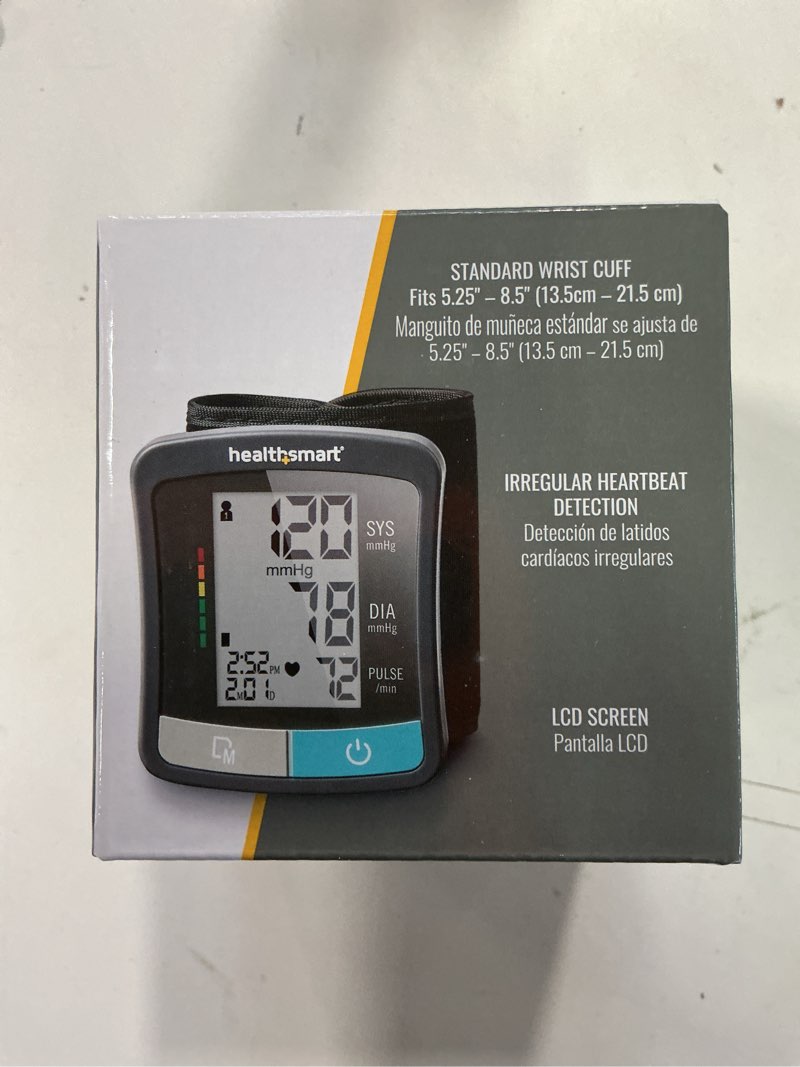 STANDARD WRIST CUFF
Fits 5.25" – 8.5" (13.5cm – 21.5 cm)
Manguito de muñeca estándar se ajusta de
5.25" – 8.5" (13.5 cm – 21.5 cm)
healthsmart®
1
120
SYS
mmHg
mmHg
78
DIA
mmHg
2:52 PM
72
PULSE
/min
2M01D
M
IRREGULAR HEARTBEAT
DETECTION
Detección de latidos
cardíacos irregulares
LCD SCREEN
Pantalla LCD